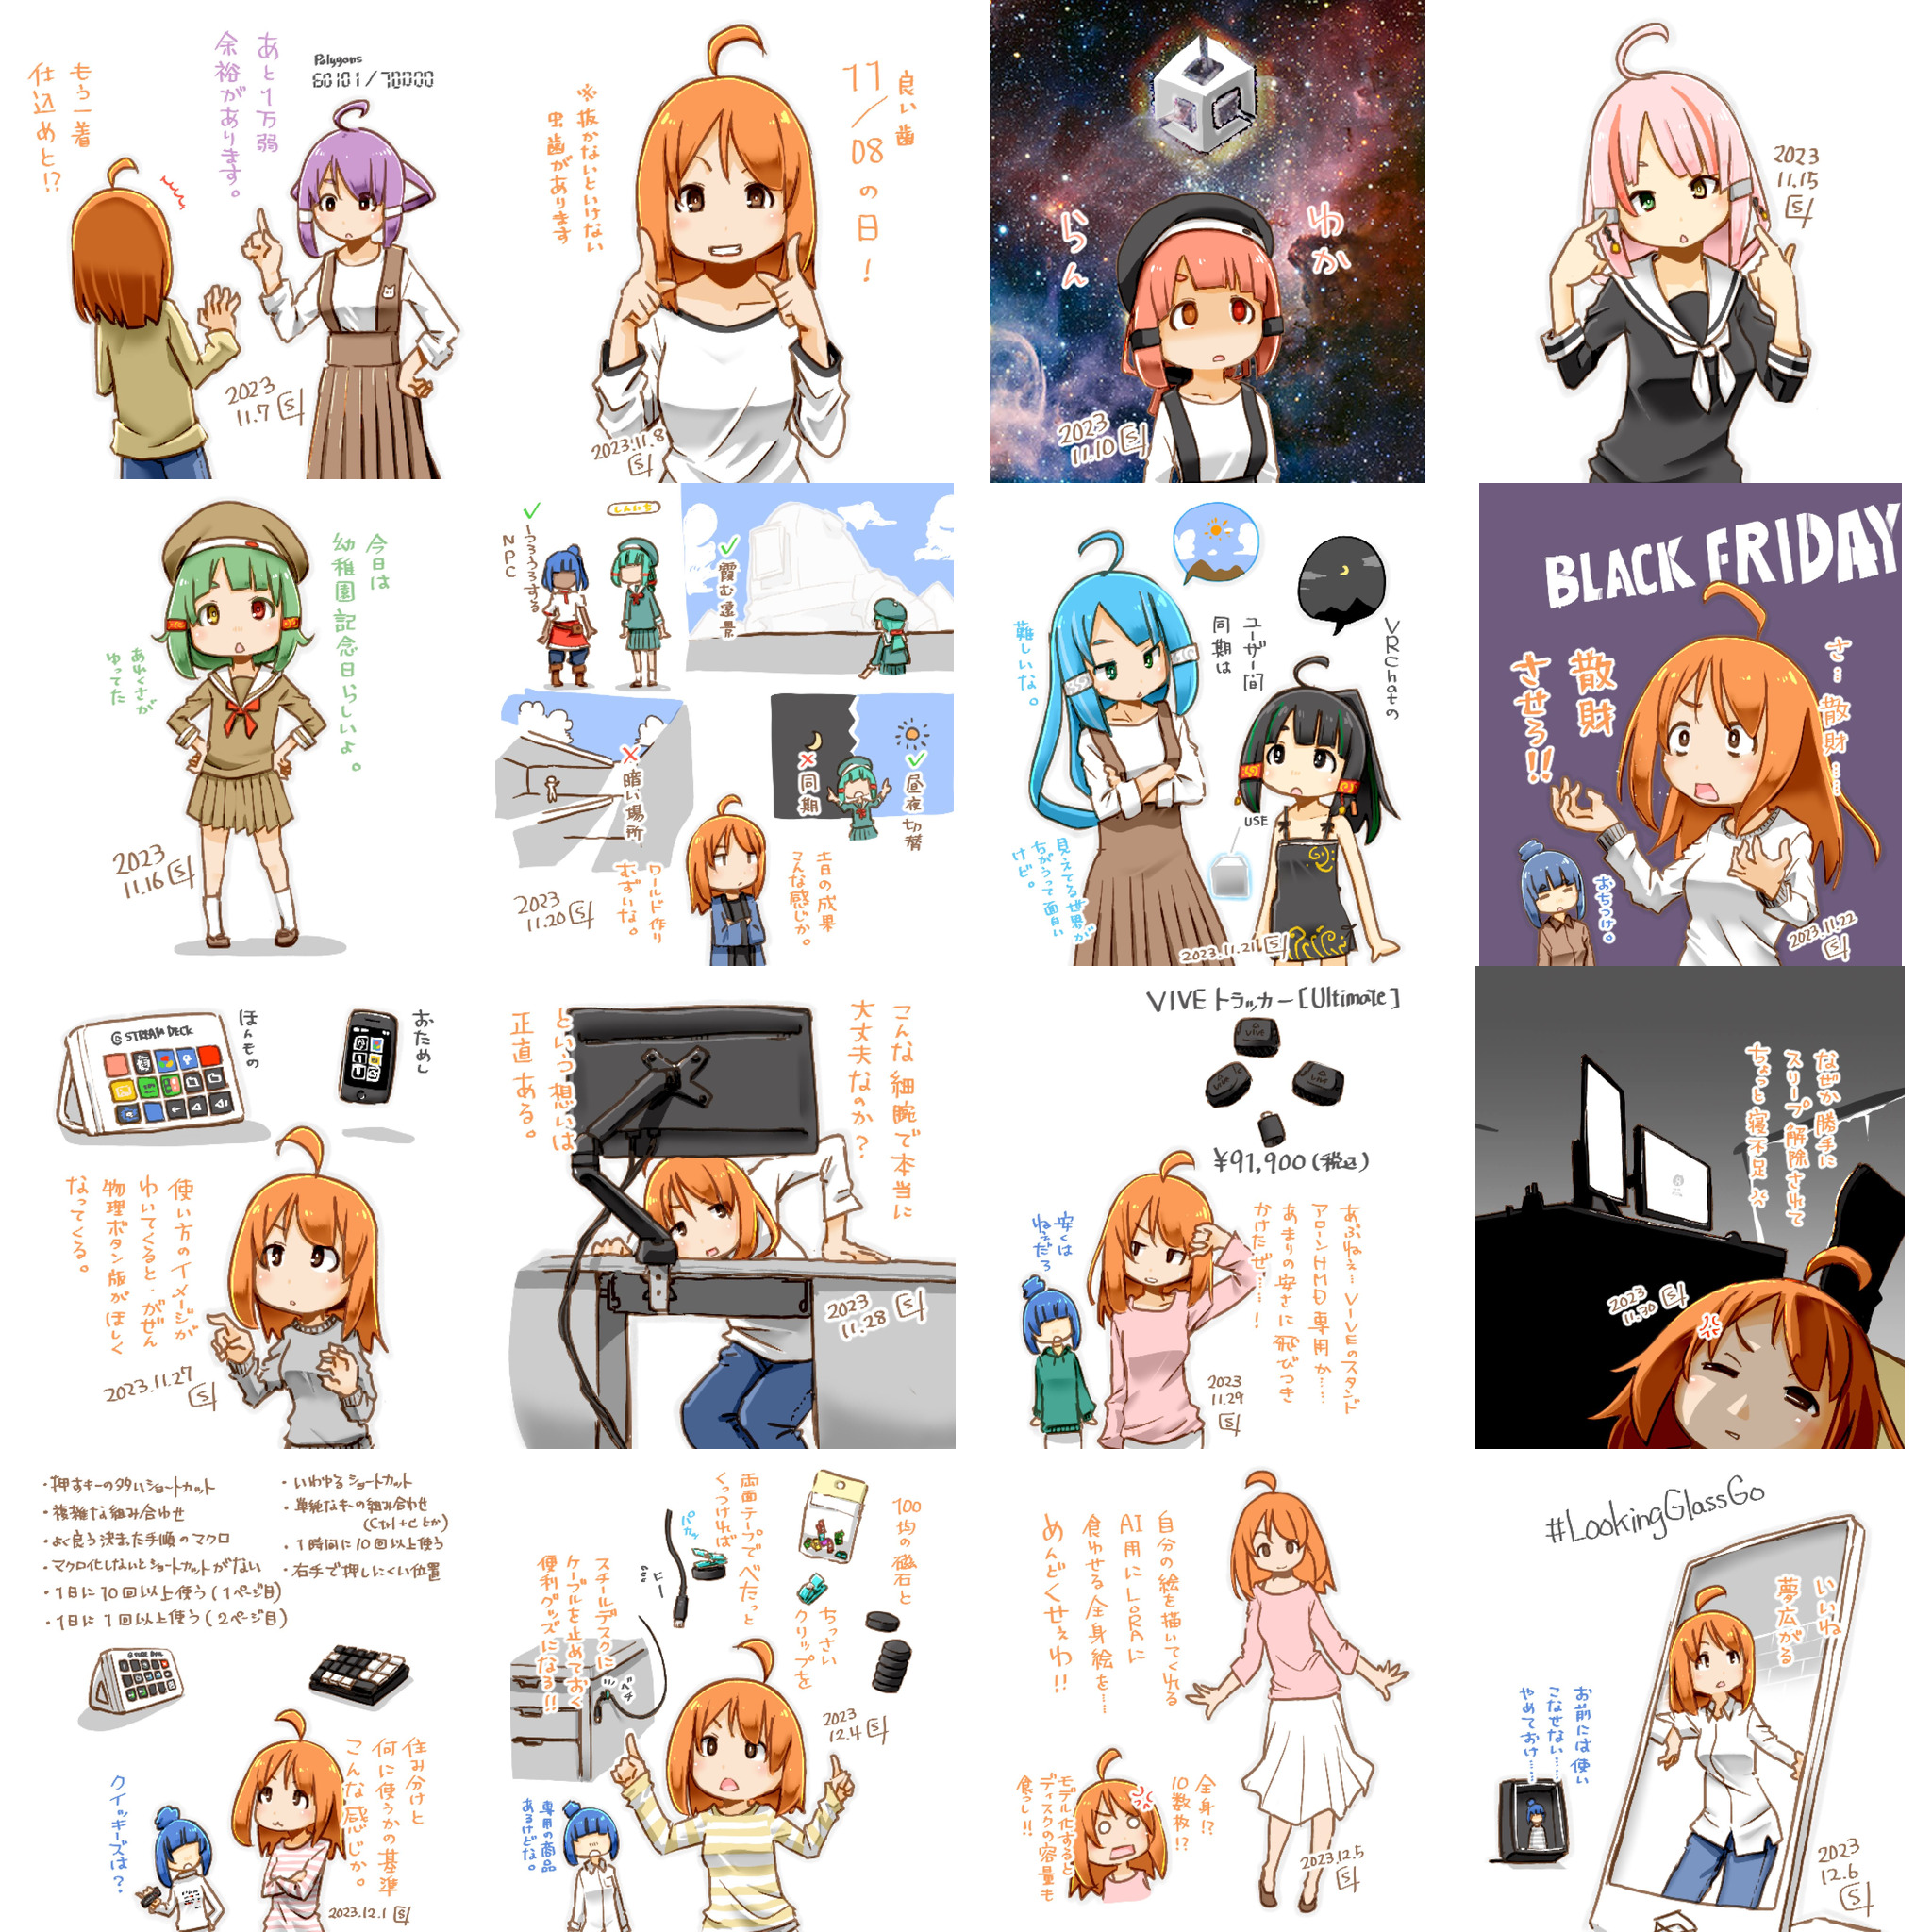 Polygons
60101/70000
あと1万弱
余裕があります。
もう一着
仕込めと!?
2023
11.7
良い歯
11/08の日!
※抜かないといけない
虫歯があります
2023.11.8
ゆか
らん
2023
11.10
2023
11.15
今日は
幼稚園記念日らしいよ。
あれくさが
ゆってた
2023
11.16
しんいち
うろうろする
NPC
霞む遠景
暗い場所
同期
昼夜切替
土日の成果
こんな感じか。
ワールド作り
むずいな。
2023
11.20
VRChatの
ユーザー間
同期は
難しいな。
USE
見えてる世界が
ちがうって面白い
けど。
2023.11.21
BLACK FRIDAY
さ…散財……
散財
させろ!!
おちつけ。
2023.11.22
STREAM DECK
ほんもの
おためし
使い方のイメージが
わいてくると、がぜん
物理ボタン版がほしく
なってくる。
2023.11.27
こんな細腕で本当に
大丈夫なのか?
という想いは
正直ある。
2023
11.28
VIVEトラッカー[Ultimate]
VIVE
VIVE
VIVE
¥91,900(税込)
あぶねぇ…VIVEのスタンド
アローンHMD専用か……
あまりの安さに飛びつき
かけたぜ……!
安くは
ねぇだろ
2023
11.29
なぜか勝手に
スリープ解除されて
ちょっと寝不足
2023
11.30
・押すキーの多いショートカット
・複雑な組み合わせ
・よく良う決まった手順のマクロ
・マクロ化しないとショートカットがない
・1日に10回以上使う(1ページ目)
・1日に1回以上使う(2ページ目)
・いわゆるショートカット
・単純なキーの組み合わせ
(Ctrl+Cとか)
・1時間に10回以上使う
・右手で押しにくい位置
住み分けと
何に使うかの基準
こんな感じか。
クイッキーズは?
2023.12.1
100均の磁石と
ちっさい
クリップを
両面テープでぺたっと
くっつければ
パカッ
スチールデスクに
ケーブルを止めておく
便利グッズになる!!
ペタ
専用の商品
あるけどな。
2023
12.4
自分の絵を描いてくれる
AI用にLoRAに
食わせる全身絵を…
めんどくせぇわ!!
全身!?
10数枚!?
モデル化すると
ディスクの容量も
食うし!!
2023.12.5
#LookingGlassGo
いいね
夢広がる
お前には使い
こなせない……
やめておけ……
2023
12.6